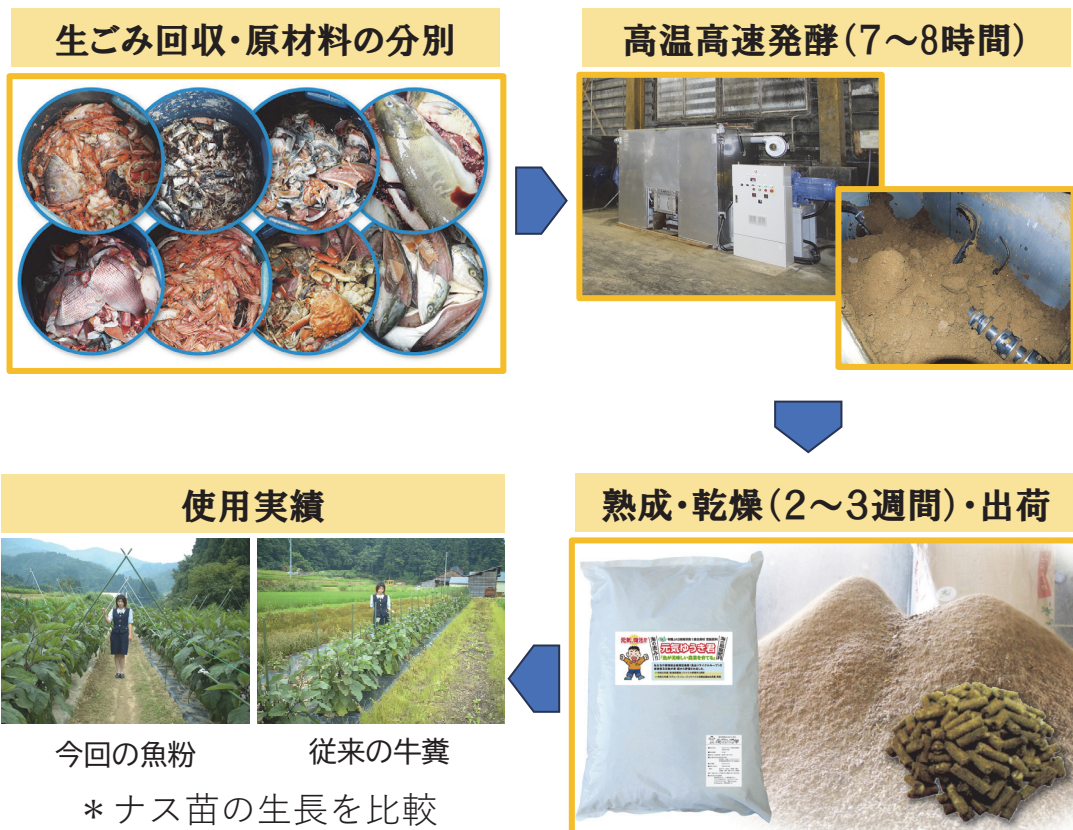 生ごみ回収・原材料の分別
高温高速発酵(7～8時間)
熟成・乾燥(2～3週間)・出荷
元気ゆうき君
使用実績
今回の魚粉
従来の牛糞
＊ナス苗の生長を比較